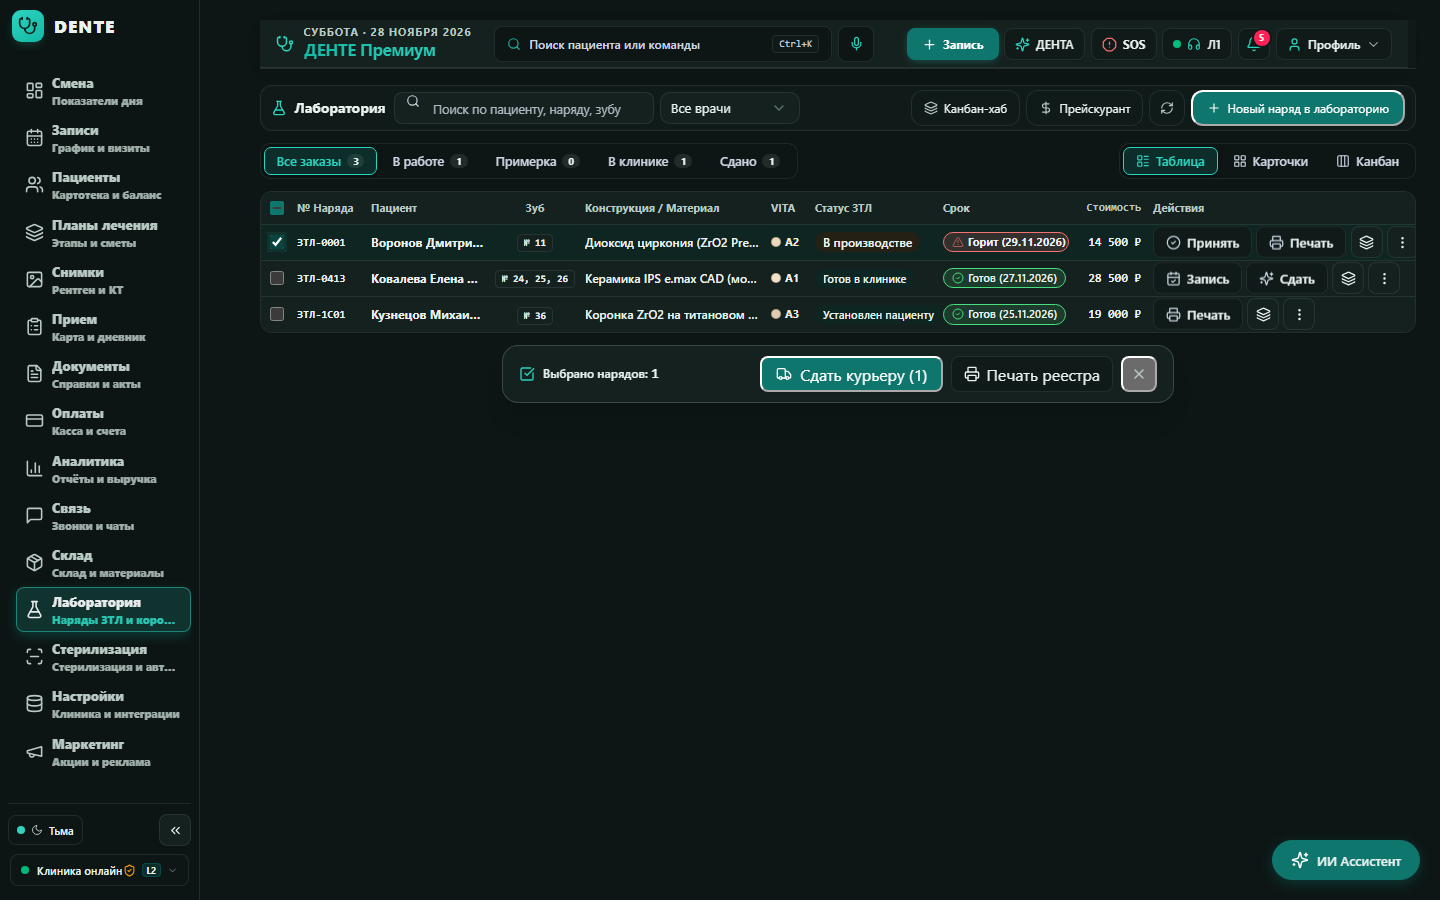 DENTE
Смена
Показатели дня
Записи
График и визиты
Пациенты
Картотека и баланс
Планы лечения
Этапы и сметы
Снимки
Рентген и КТ
Прием
Карта и дневник
Документы
Справки и акты
Оплаты
Касса и счета
Аналитика
Отчёты и выручка
Связь
Звонки и чаты
Склад
Склад и материалы
Лаборатория
Наряды ЗТЛ и коро...
Стерилизация
Стерилизация и авт...
Настройки
Клиника и интеграции
Маркетинг
Акции и реклама
Тьма
Клиника онлайн L2
СУББОТА · 28 НОЯБРЯ 2026
ДЕНТЕ Премиум
Поиск пациента или команды Ctrl+K
Запись
ДЕНТА
SOS
Л1
5
Профиль
Лаборатория
Поиск по пациенту, наряду, зубу
Все врачи
Канбан-хаб
Прейскурант
Новый наряд в лабораторию
Все заказы 3
В работе 1
Примерка 0
В клинике 1
Сдано 1
Таблица
Карточки
Канбан
№ Наряда Пациент Зуб Конструкция / Материал VITA Статус ЗТЛ Срок Стоимость Действия
ЗТЛ-0001 Воронов Дмитри... № 11 Диоксид циркония (ZrO2 Pre... A2 В производстве Горит (29.11.2026) 14 500 ₽ Принять Печать
ЗТЛ-0413 Ковалева Елена ... № 24, 25, 26 Керамика IPS e.max CAD (мо... A1 Готов в клинике Готов (27.11.2026) 28 500 ₽ Запись Сдать
ЗТЛ-1С01 Кузнецов Михаи... № 36 Коронка ZrO2 на титановом ... A3 Установлен пациенту Готов (25.11.2026) 19 000 ₽ Печать
Выбрано нарядов: 1
Сдать курьеру (1)
Печать реестра
ИИ Ассистент